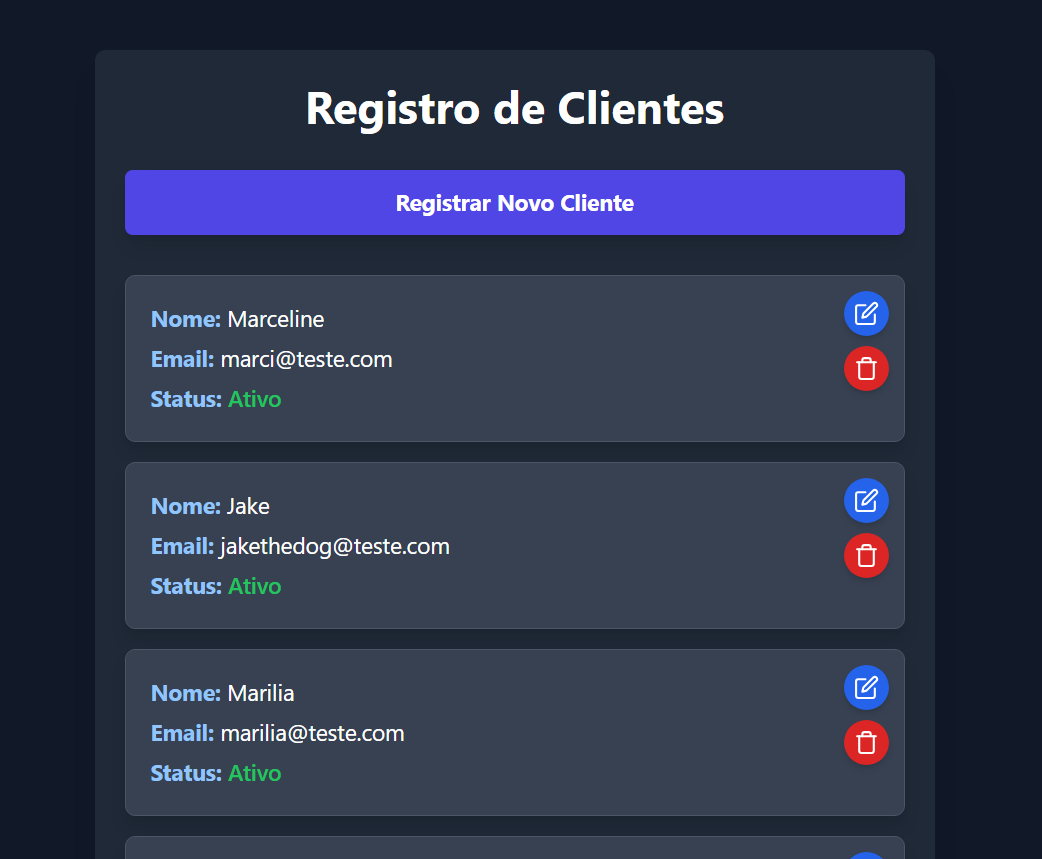 Registro de Clientes
Registrar Novo Cliente
Nome: Marceline
Email: marci@teste.com
Status: Ativo
Nome: Jake
Email: jakethedog@teste.com
Status: Ativo
Nome: Marilia
Email: marilia@teste.com
Status: Ativo